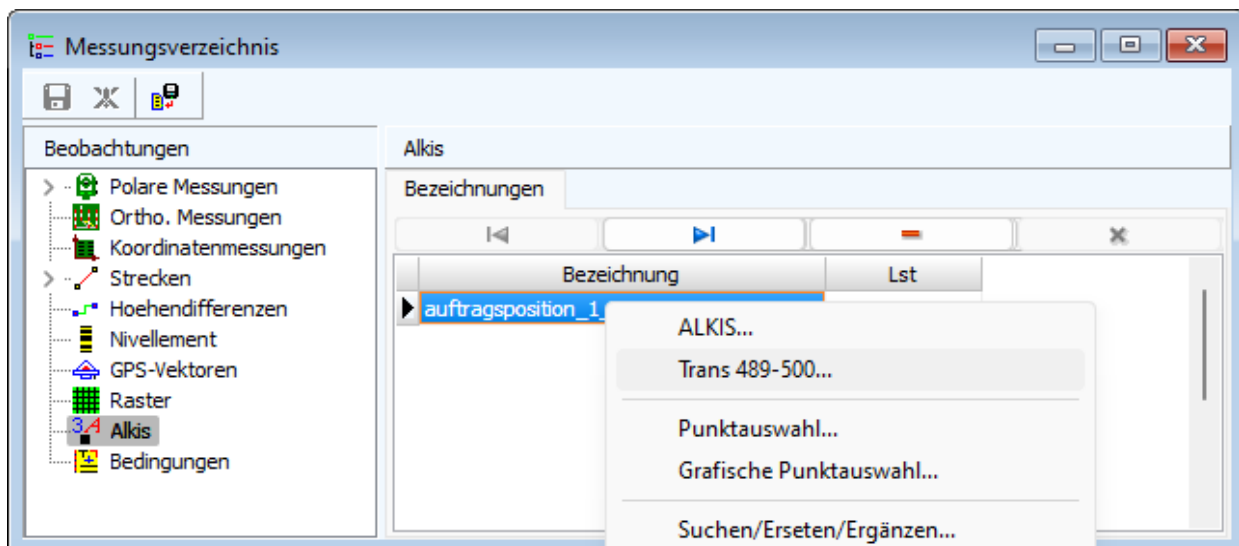 Messungsverzeichnis
Beobachtungen
Alkis
Polare Messungen
Ortho. Messungen
Koordinatenmessungen
Strecken
Hoehendifferenzen
Nivellement
GPS-Vektoren
Raster
Alkis
Bedingungen
Bezeichnungen
Bezeichnung Lst
auftragsposition_1_
ALKIS...
Trans 489-500...
Punktauswahl...
Grafische Punktauswahl...
Suchen/Erseten/Ergänzen...